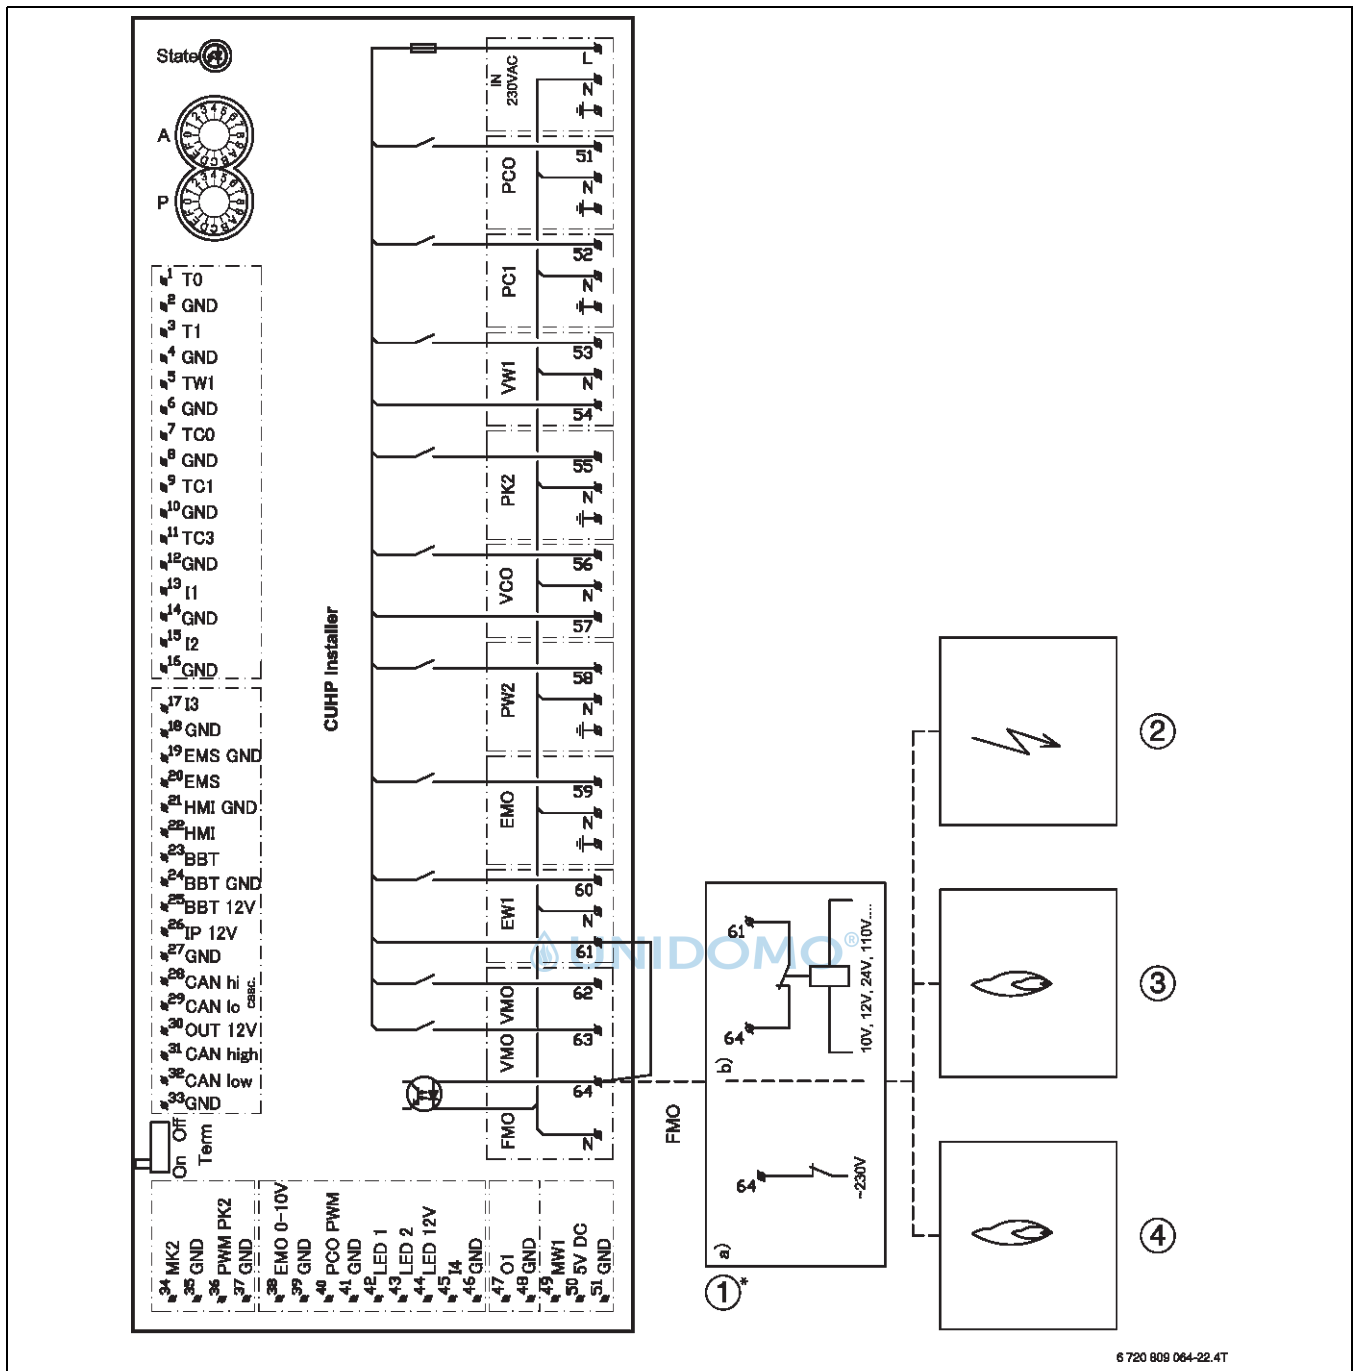 State
A
0123456789ABCDEF
P
0123456789ABCDEF
1 T0
2 GND
3 T1
4 GND
5 TW1
6 GND
7 TC0
8 GND
9 TC1
10 GND
11 TC3
12 GND
13 I1
14 GND
15 I2
16 GND
17 I3
18 GND
19 EMS GND
20 EMS
21 HMI GND
22 HMI
23 BBT
24 BBT GND
25 BBT 12V
26 IP 12V
27 GND
28 CAN hi
29 CAN lo
30 OUT 12V
31 CAN high
32 CAN low
33 GND
On Off
Term
34 MK2
35 GND
36 PWM PK2
37 GND
38 EMO 0-10V
39 GND
40 PCO PWM
41 GND
42 LED 1
43 LED 2
44 LED 12V
45 I4
46 GND
47 O1
48 GND
49 MW1
50 5V DC
51 GND
CUHP Installer
IN
230VAC
L
N
PCO
51
N
PC1
52
N
VW1
53
N
54
PK2
55
N
VCO
56
N
57
PW2
58
N
EMO
59
N
EW1
60
N
61
VMO
62
VMO
63
64
FMO
N
FMO
61
64
b)
10V, 12V, 24V, 110V....
64
~230V
a)
1*
2
3
4
UNIDOMO®
6 720 809 064-22.4T